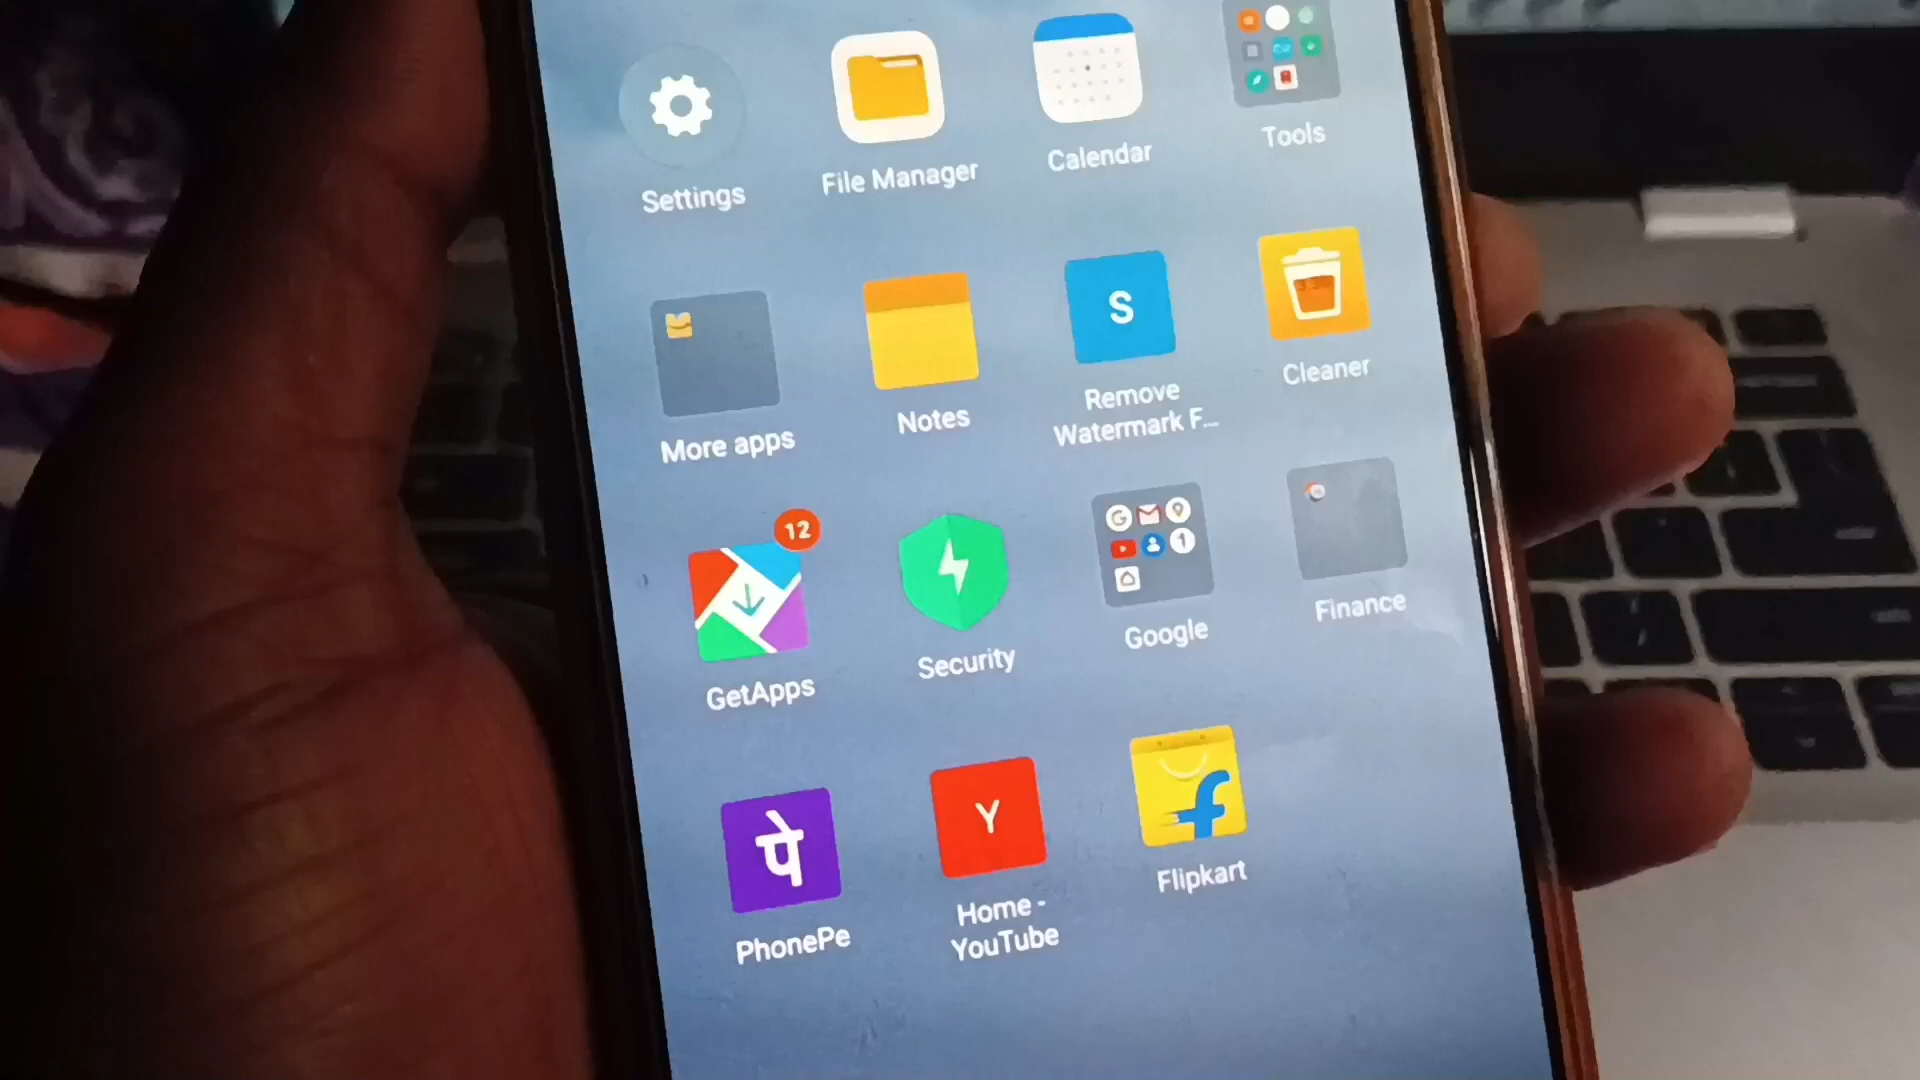 Settings
File Manager
Calendar
Tools
More apps
Notes
S
Remove
Watermark F...
Cleaner
12
GetApps
Security
G
1
Google
Finance
पे
PhonePe
Y
Home -
YouTube
f
Flipkart